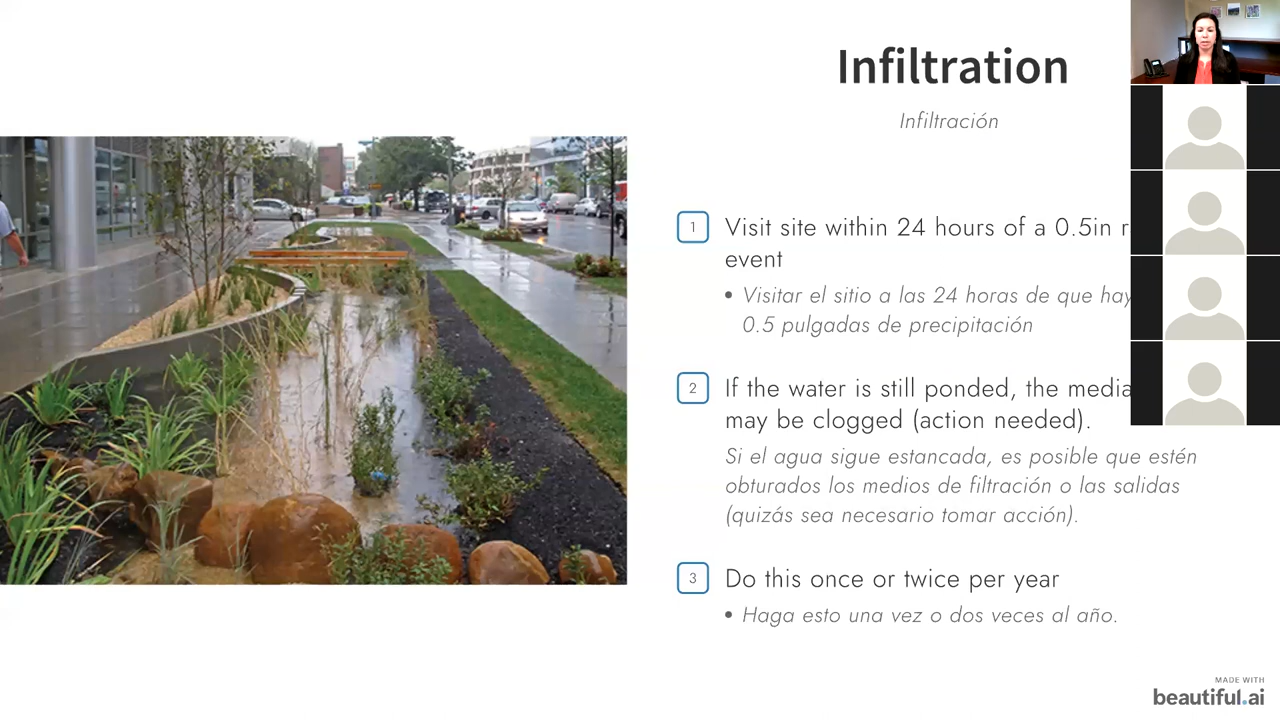 Infiltration
Infiltración
1
Visit site within 24 hours of a 0.5in
event
• Visitar el sitio a las 24 horas de que
0.5 pulgadas de precipitación
2
If the water is still ponded, the media
may be clogged (action needed).
Si el agua sigue estancada, es posible que estén
obturados los medios de filtración o las salidas
(quizás sea necesario tomar acción).
3
Do this once or twice per year
• Haga esto una vez o dos veces al año.
MADE WITH
beautiful.ai